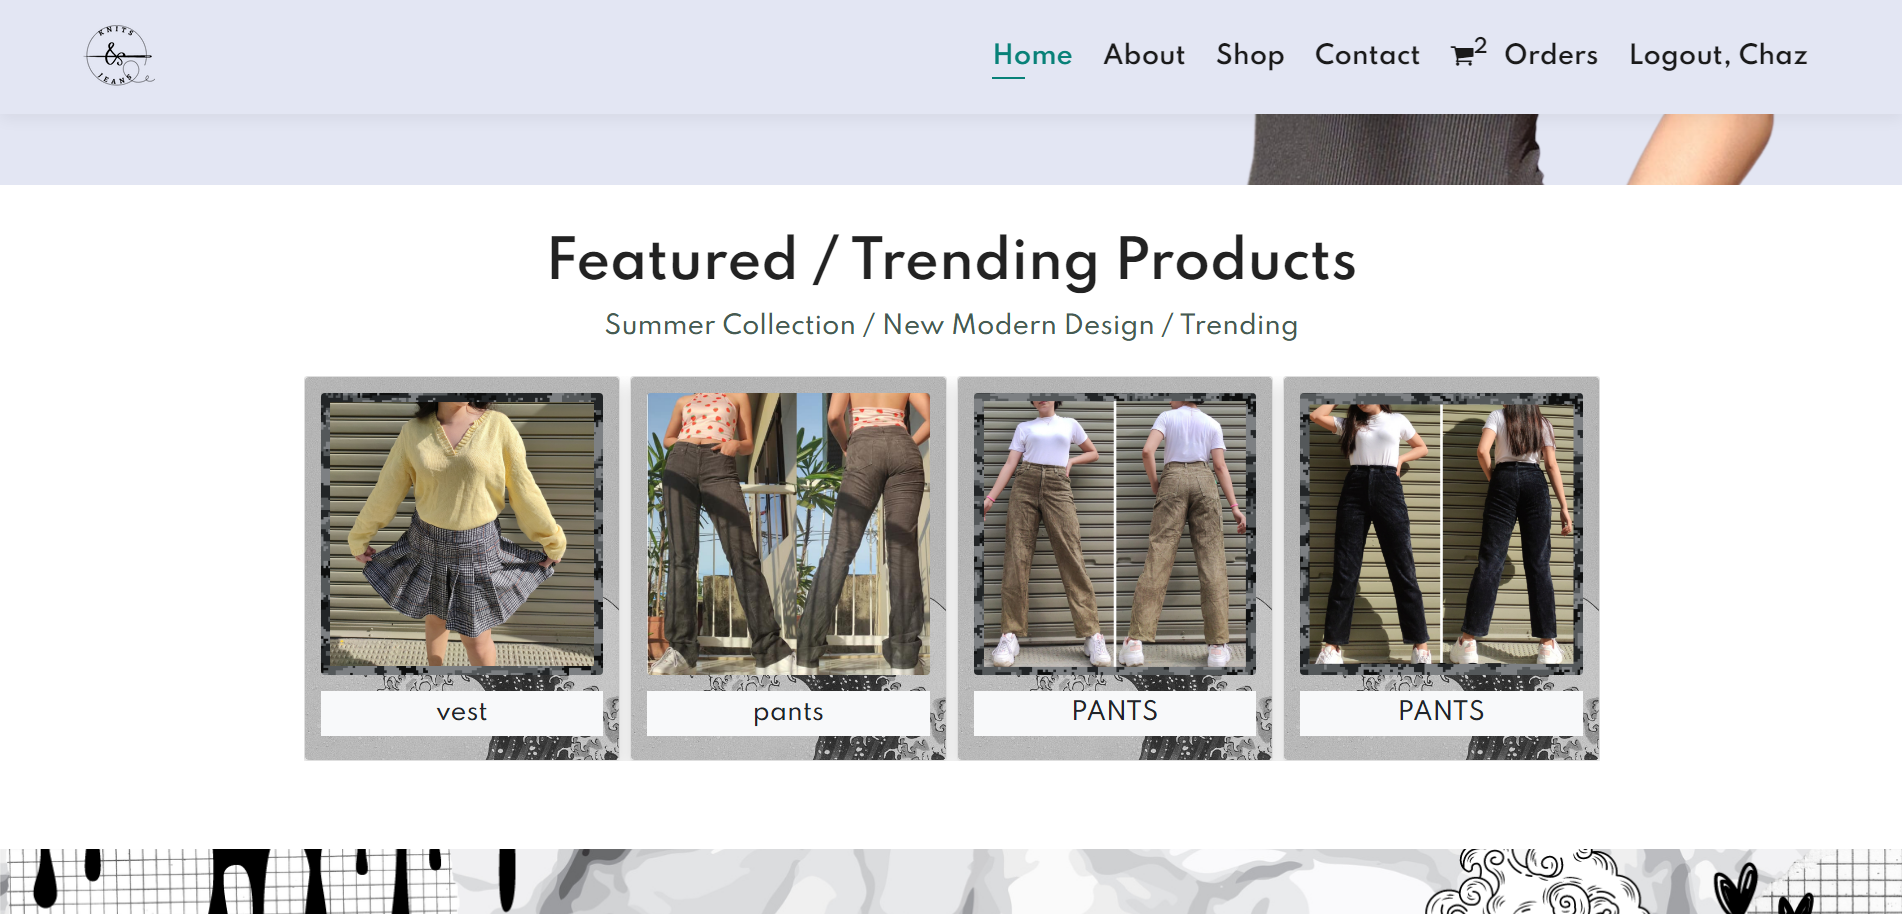 KNITS
&
JEANS
Home About Shop Contact 2 Orders Logout, Chaz
Featured / Trending Products
Summer Collection / New Modern Design / Trending
vest pants PANTS PANTS